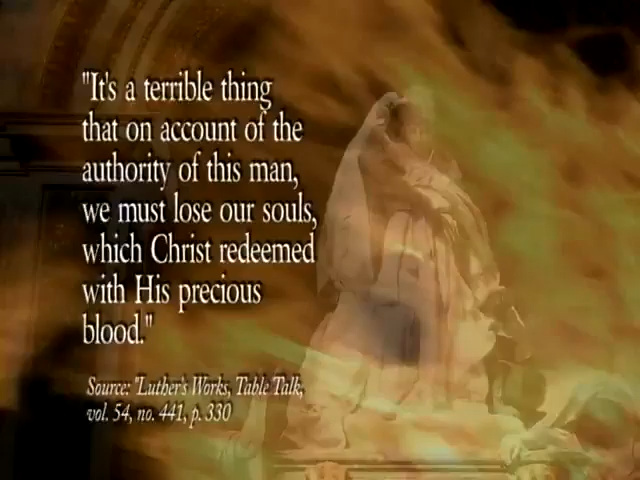 "It's a terrible thing
that on account of the
authority of this man,
we must lose our souls,
which Christ redeemed
with His precious
blood."
Source: "Luther's Works, Table Talk,
vol. 54, no. 441, p. 330